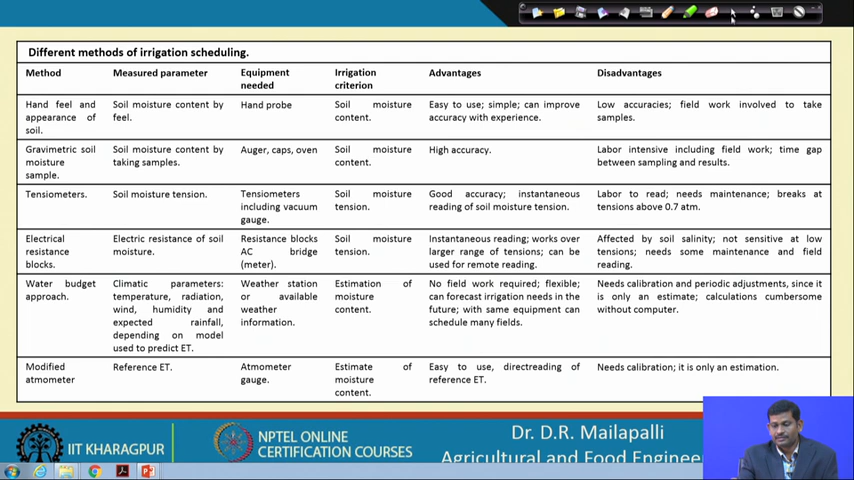 Different methods of irrigation scheduling.
Method Measured parameter Equipment needed Irrigation criterion Advantages Disadvantages
Hand feel and appearance of soil. Soil moisture content by feel. Hand probe Soil moisture content. Easy to use; simple; can improve accuracy with experience. Low accuracies; field work involved to take samples.
Gravimetric soil moisture sample. Soil moisture content by taking samples. Auger, caps, oven Soil moisture content. High accuracy. Labor intensive including field work; time gap between sampling and results.
Tensiometers. Soil moisture tension. Tensiometers including vacuum gauge. Soil moisture tension. Good accuracy; instantaneous reading of soil moisture tension. Labor to read; needs maintenance; breaks at tensions above 0.7 atm.
Electrical resistance blocks. Electric resistance of soil moisture. Resistance blocks AC bridge (meter). Soil moisture tension. Instantaneous reading; works over larger range of tensions; can be used for remote reading. Affected by soil salinity; not sensitive at low tensions; needs some maintenance and field reading.
Water budget approach. Climatic parameters: temperature, radiation, wind, humidity and expected rainfall, depending on model used to predict ET. Weather station or available weather information. Estimation of moisture content. No field work required; flexible; can forecast irrigation needs in the future; with same equipment can schedule many fields. Needs calibration and periodic adjustments, since it is only an estimate; calculations cumbersome without computer.
Modified atmometer Reference ET. Atmometer gauge. Estimate of moisture content. Easy to use, directreading of reference ET. Needs calibration; it is only an estimation.
IIT KHARAGPUR
NPTEL ONLINE
CERTIFICATION COURSES
Dr. D.R. Mailapalli
Agricultural and Food Enginee